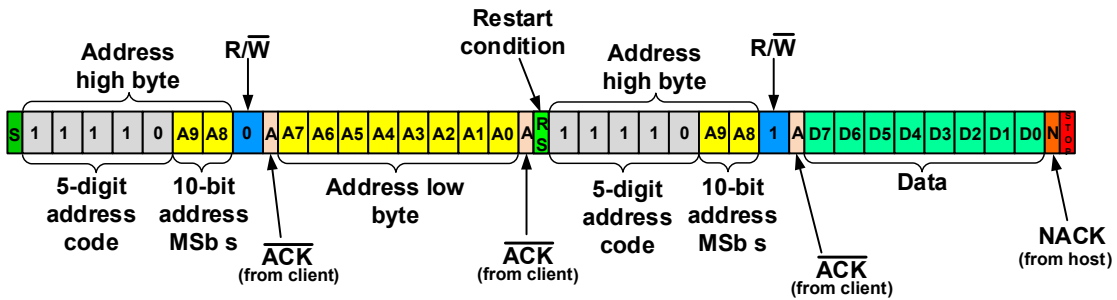 Restart
condition
Address
high byte
R/W̅
Address
high byte
R/W̅
S 1 1 1 1 0 A9 A8 0 A A7 A6 A5 A4 A3 A2 A1 A0 A RS 1 1 1 1 0 A9 A8 1 A D7 D6 D5 D4 D3 D2 D1 D0 N STOP
5-digit
address
code
10-bit
address
MSb s
A̅C̅K̅
(from client)
Address low
byte
A̅C̅K̅
(from client)
5-digit
address
code
10-bit
address
MSb s
A̅C̅K̅
(from client)
Data
NACK
(from host)